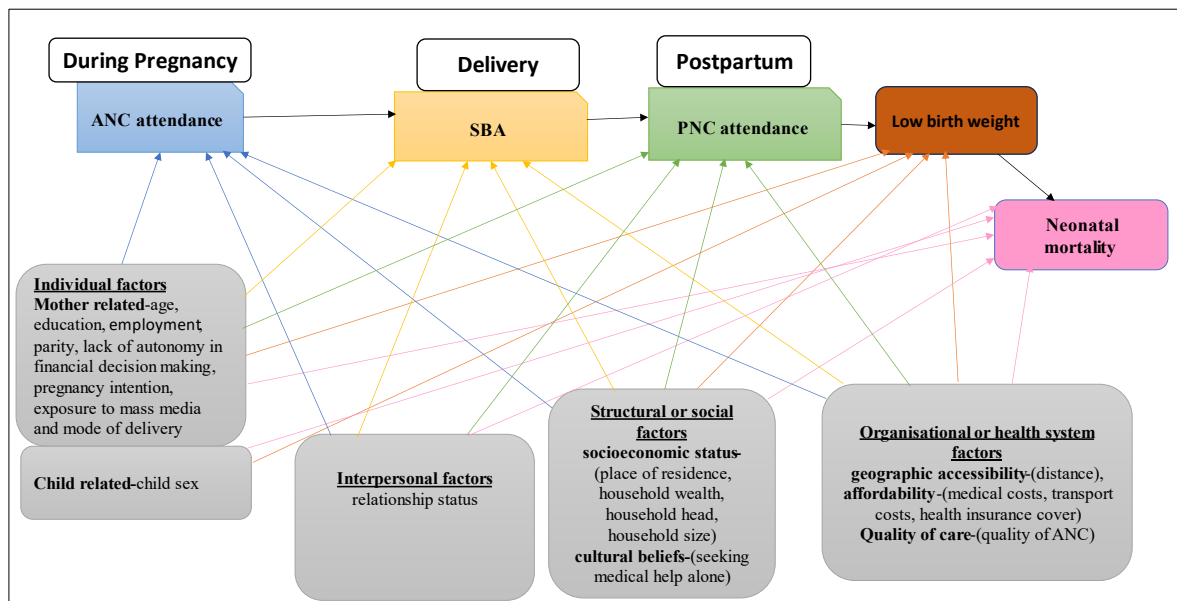 During Pregnancy
Delivery
Postpartum
ANC attendance
SBA
PNC attendance
Low birth weight
Neonatal
mortality
Individual factors
Mother related-age,
education, employment,
parity, lack of autonomy in
financial decision making,
pregnancy intention,
exposure to mass media
and mode of delivery
Child related-child sex
Interpersonal factors
relationship status
Structural or social
factors
socioeconomic status-
(place of residence,
household wealth,
household head,
household size)
cultural beliefs-(seeking
medical help alone)
Organisational or health system
factors
geographic accessibility-(distance),
affordability-(medical costs, transport
costs, health insurance cover)
Quality of care-(quality of ANC)